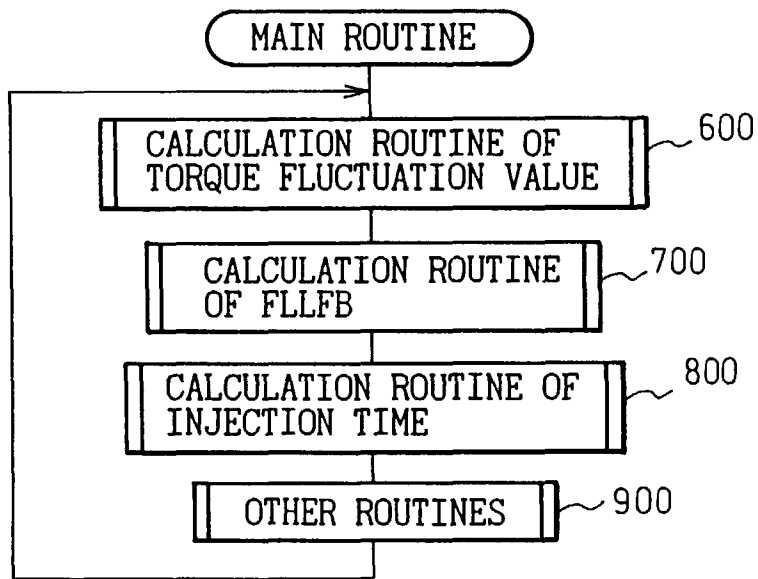 MAIN ROUTINE
CALCULATION ROUTINE OF
TORQUE FLUCTUATION VALUE
600
CALCULATION ROUTINE
OF FLLFB
700
CALCULATION ROUTINE OF
INJECTION TIME
800
OTHER ROUTINES
900